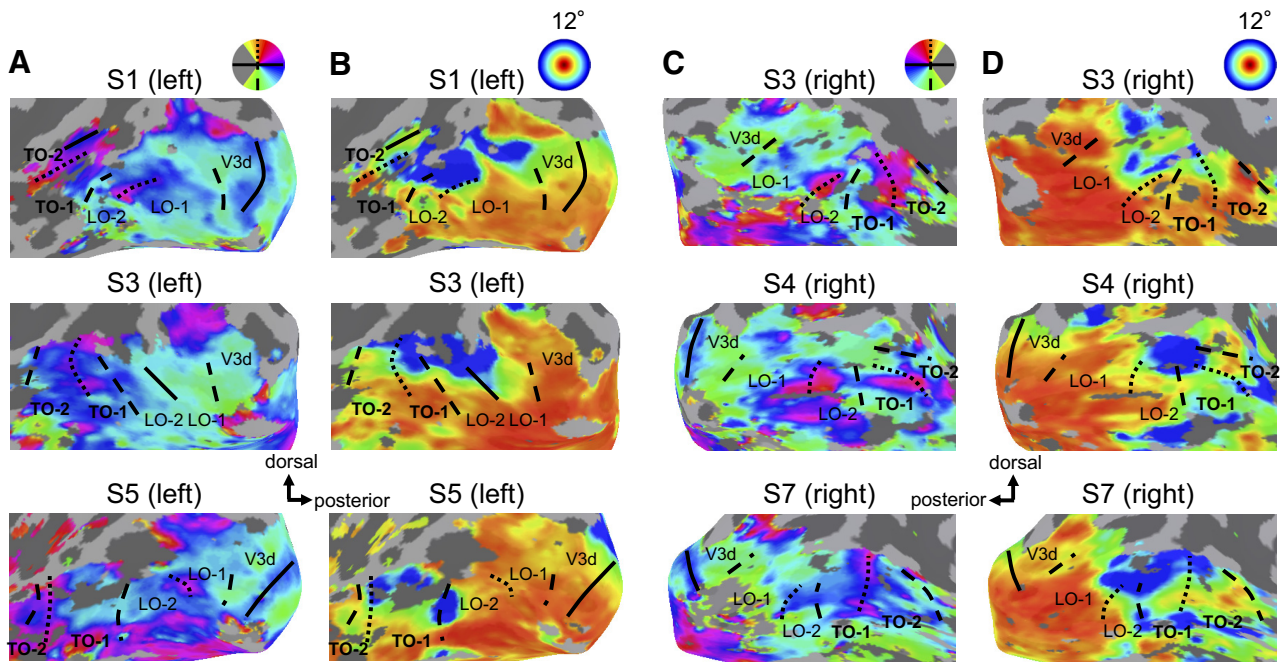 12°
12°
A
B
C
D
S1 (left)
S3 (right)
V3d
TO-2
TO-1
LO-2
LO-1
V3d
TO-2
TO-1
LO-2
LO-1
V3d
LO-1
LO-2
TO-1
TO-2
V3d
LO-1
LO-2
TO-1
TO-2
S3 (left)
S4 (right)
V3d
TO-2
TO-1
LO-2
LO-1
V3d
TO-2
TO-1
LO-2
LO-1
V3d
LO-1
LO-2
TO-1
TO-2
V3d
LO-1
LO-2
TO-1
TO-2
dorsal
posterior
dorsal
posterior
S5 (left)
S5 (left)
S7 (right)
S7 (right)
V3d
LO-1
LO-2
TO-1
TO-2
V3d
LO-1
LO-2
TO-1
TO-2
V3d
LO-1
LO-2
TO-1
TO-2
V3d
LO-1
LO-2
TO-1
TO-2
S1 (left)
S3 (right)
S3 (left)
S4 (right)